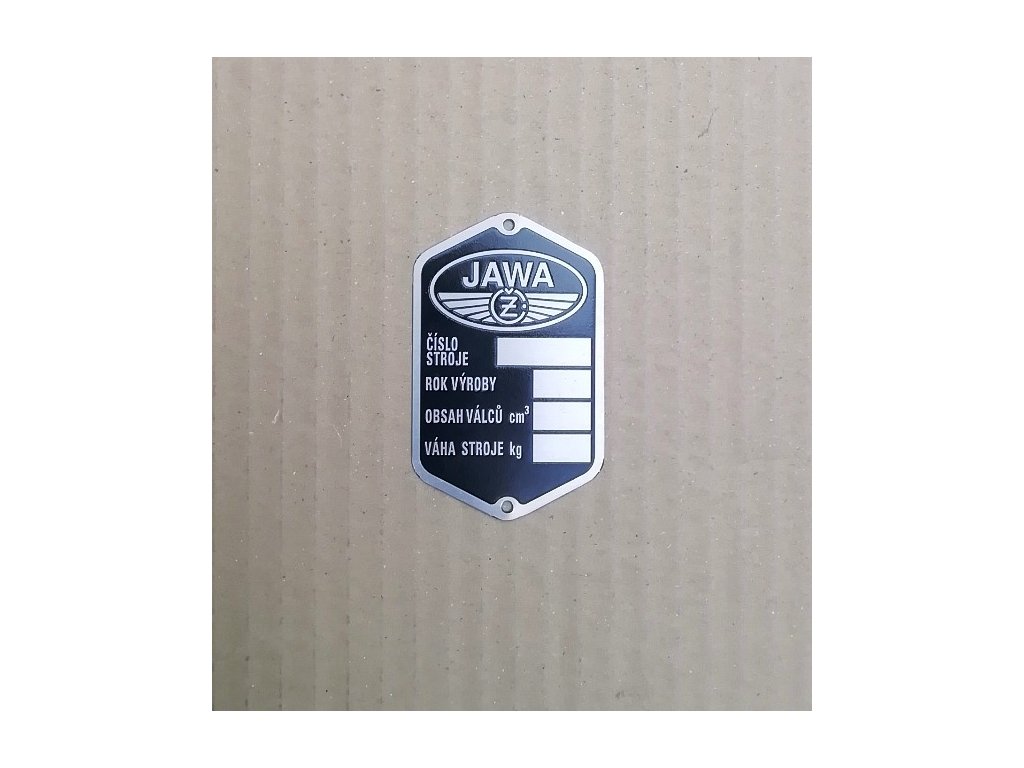 JAWA
ČZ
ČÍSLO
STROJE
ROK VÝROBY
OBSAH VÁLCŮ cm³
VÁHA STROJE kg